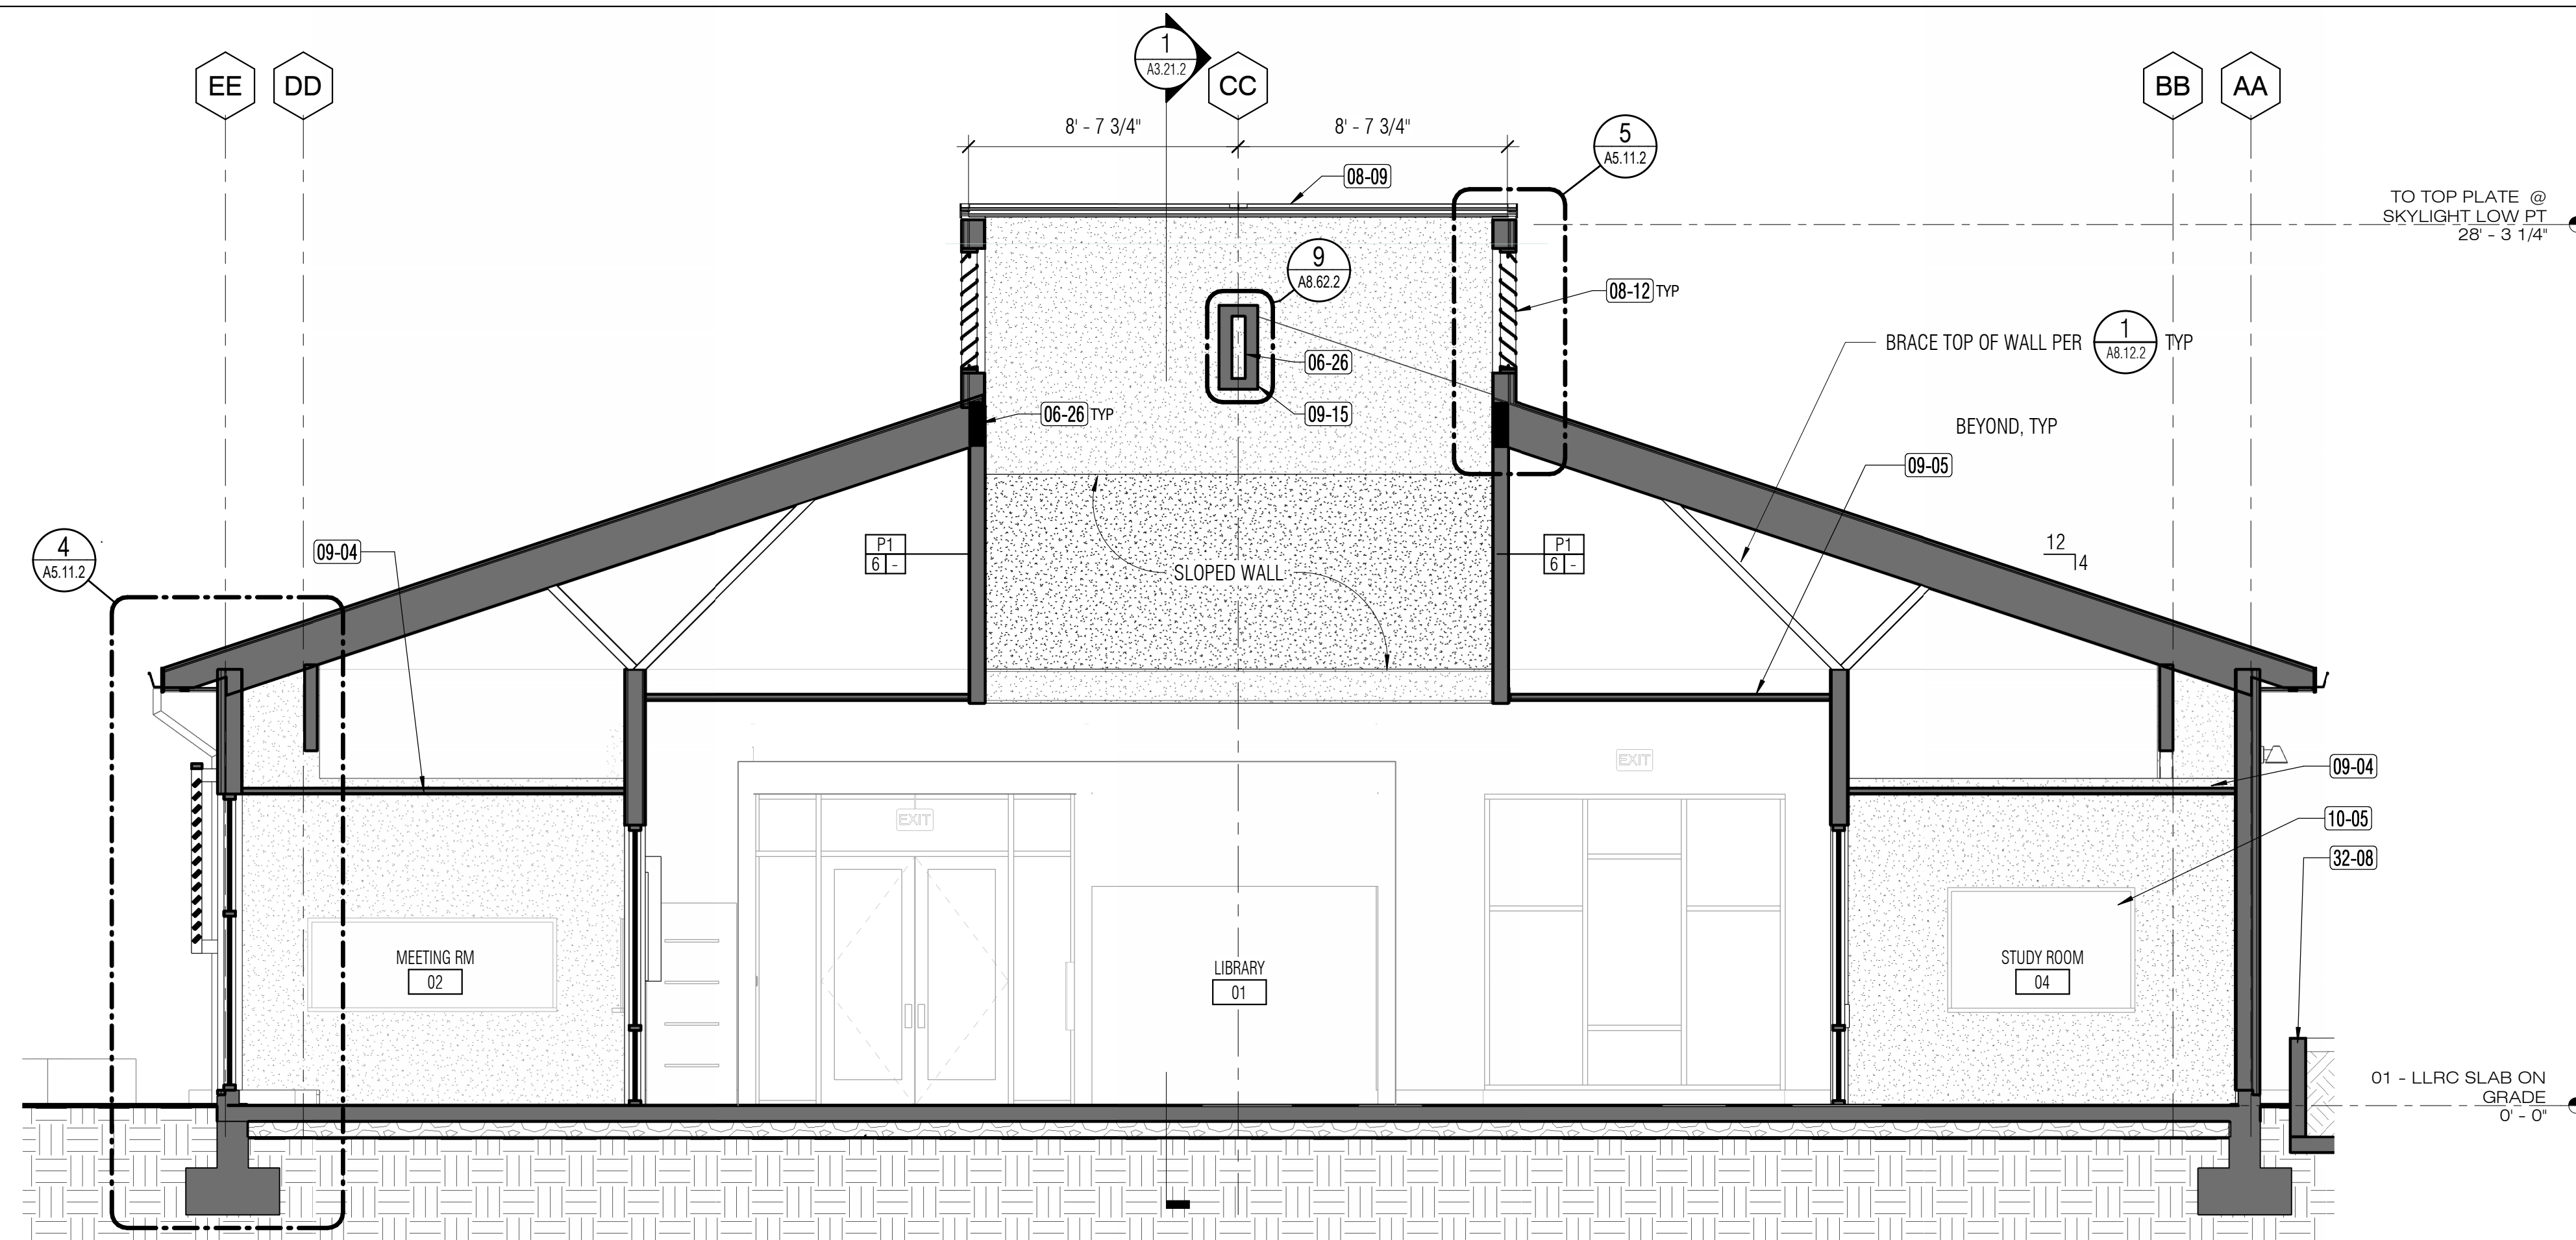 1
A3.21.2
EE
DD
CC
BB
AA
8' - 7 3/4"
8' - 7 3/4"
5
A5.11.2
08-09
TO TOP PLATE @
SKYLIGHT LOW PT
28' - 3 1/4"
9
A8.62.2
08-12 TYP
BRACE TOP OF WALL PER
1
A8.12.2
TYP
06-26
06-26 TYP
09-15
BEYOND, TYP
09-05
4
A5.11.2
09-04
P1
6 -
P1
6 -
12
4
SLOPED WALL
EXIT
09-04
EXIT
10-05
32-08
MEETING RM
02
LIBRARY
01
STUDY ROOM
04
01 - LLRC SLAB ON
GRADE
0' - 0"